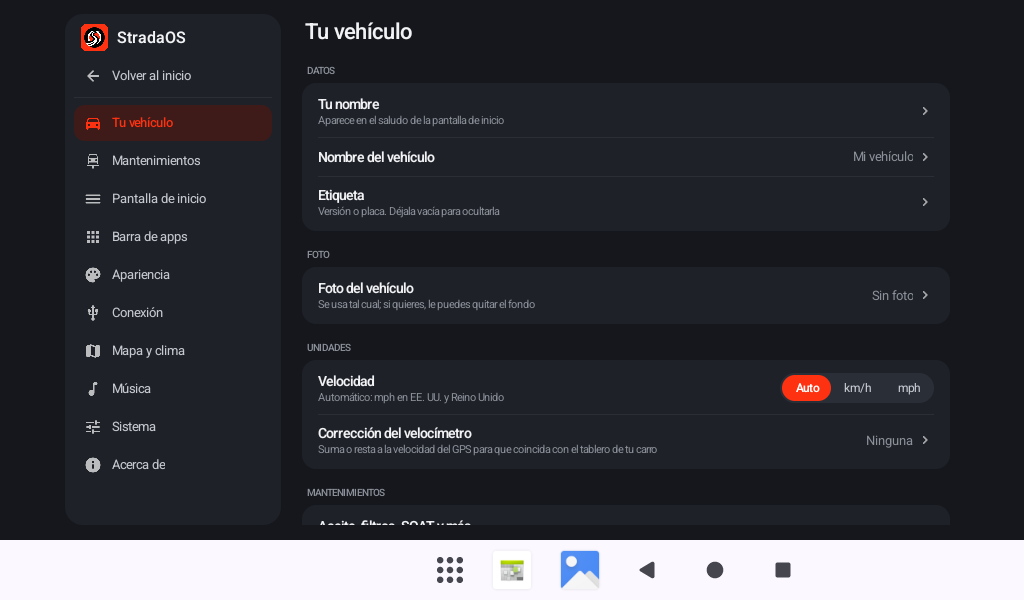 StradaOS
Volver al inicio
Tu vehículo
Mantenimientos
Pantalla de inicio
Barra de apps
Apariencia
Conexión
Mapa y clima
Música
Sistema
Acerca de
Tu vehículo
DATOS
Tu nombre
Aparece en el saludo de la pantalla de inicio
Nombre del vehículo
Mi vehículo
Etiqueta
Versión o placa. Déjala vacía para ocultarla
FOTO
Foto del vehículo
Sin foto
Se usa tal cual; si quieres, le puedes quitar el fondo
UNIDADES
Velocidad
Automático: mph en EE. UU. y Reino Unido
Auto km/h mph
Corrección del velocímetro
Suma o resta a la velocidad del GPS para que coincida con el tablero de tu carro
Ninguna
MANTENIMIENTOS
Aceite, filtros, SOAT y más